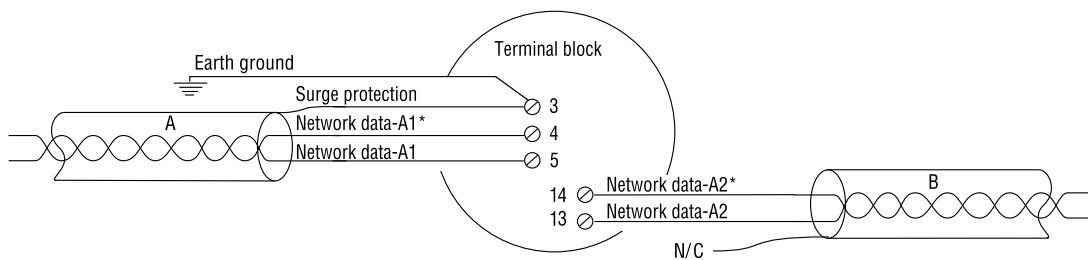 Terminal block
Earth ground
Surge protection
3
A
Network data-A1*
4
Network data-A1
5
14
Network data-A2*
B
13
Network data-A2
N/C